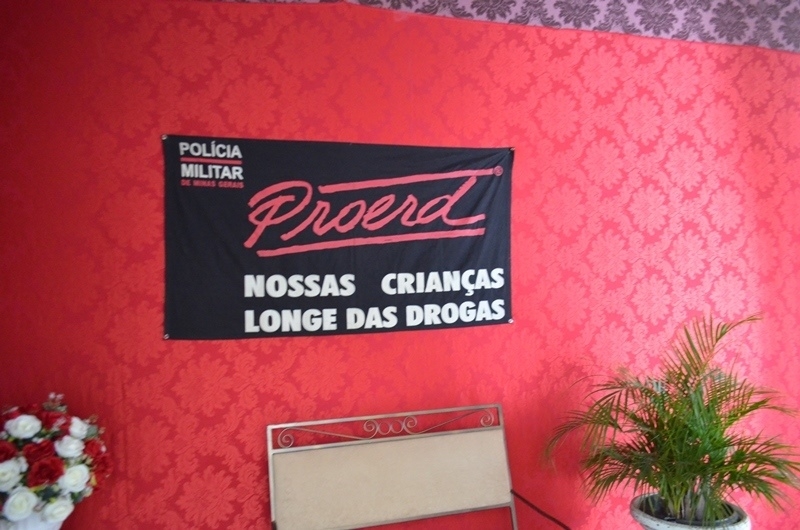 POLÍCIA
MILITAR
DE MINAS GERAIS
Proerd®
NOSSAS CRIANÇAS
LONGE DAS DROGAS